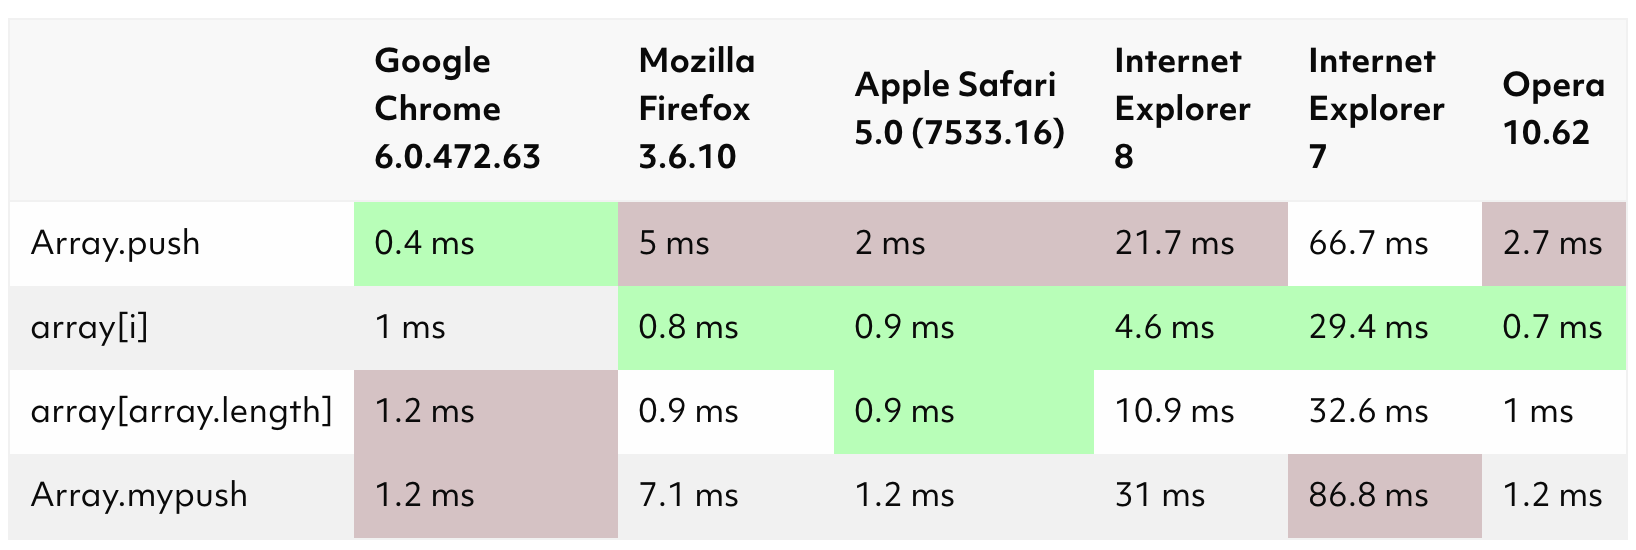 Google Chrome 6.0.472.63 Mozilla Firefox 3.6.10 Apple Safari 5.0 (7533.16) Internet Explorer 8 Internet Explorer 7 Opera 10.62
Array.push 0.4 ms 5 ms 2 ms 21.7 ms 66.7 ms 2.7 ms
array[i] 1 ms 0.8 ms 0.9 ms 4.6 ms 29.4 ms 0.7 ms
array[array.length] 1.2 ms 0.9 ms 0.9 ms 10.9 ms 32.6 ms 1 ms
Array.mypush 1.2 ms 7.1 ms 1.2 ms 31 ms 86.8 ms 1.2 ms